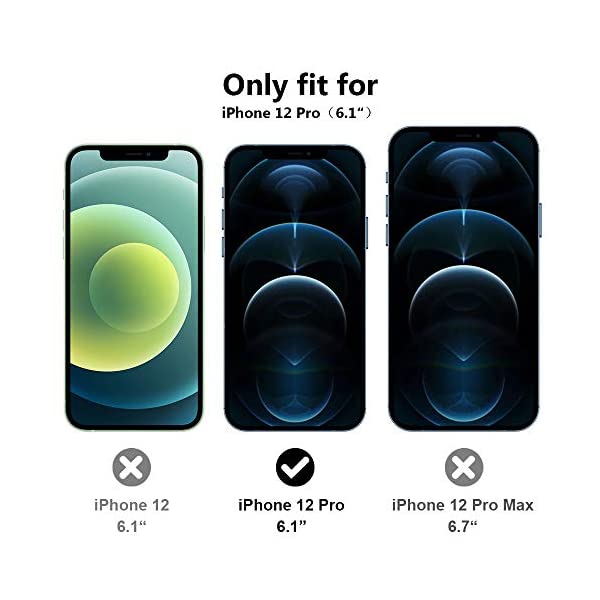 Only fit for
iPhone 12 Pro（6.1“）
iPhone 12
6.1“
iPhone 12 Pro
6.1”
iPhone 12 Pro Max
6.7“